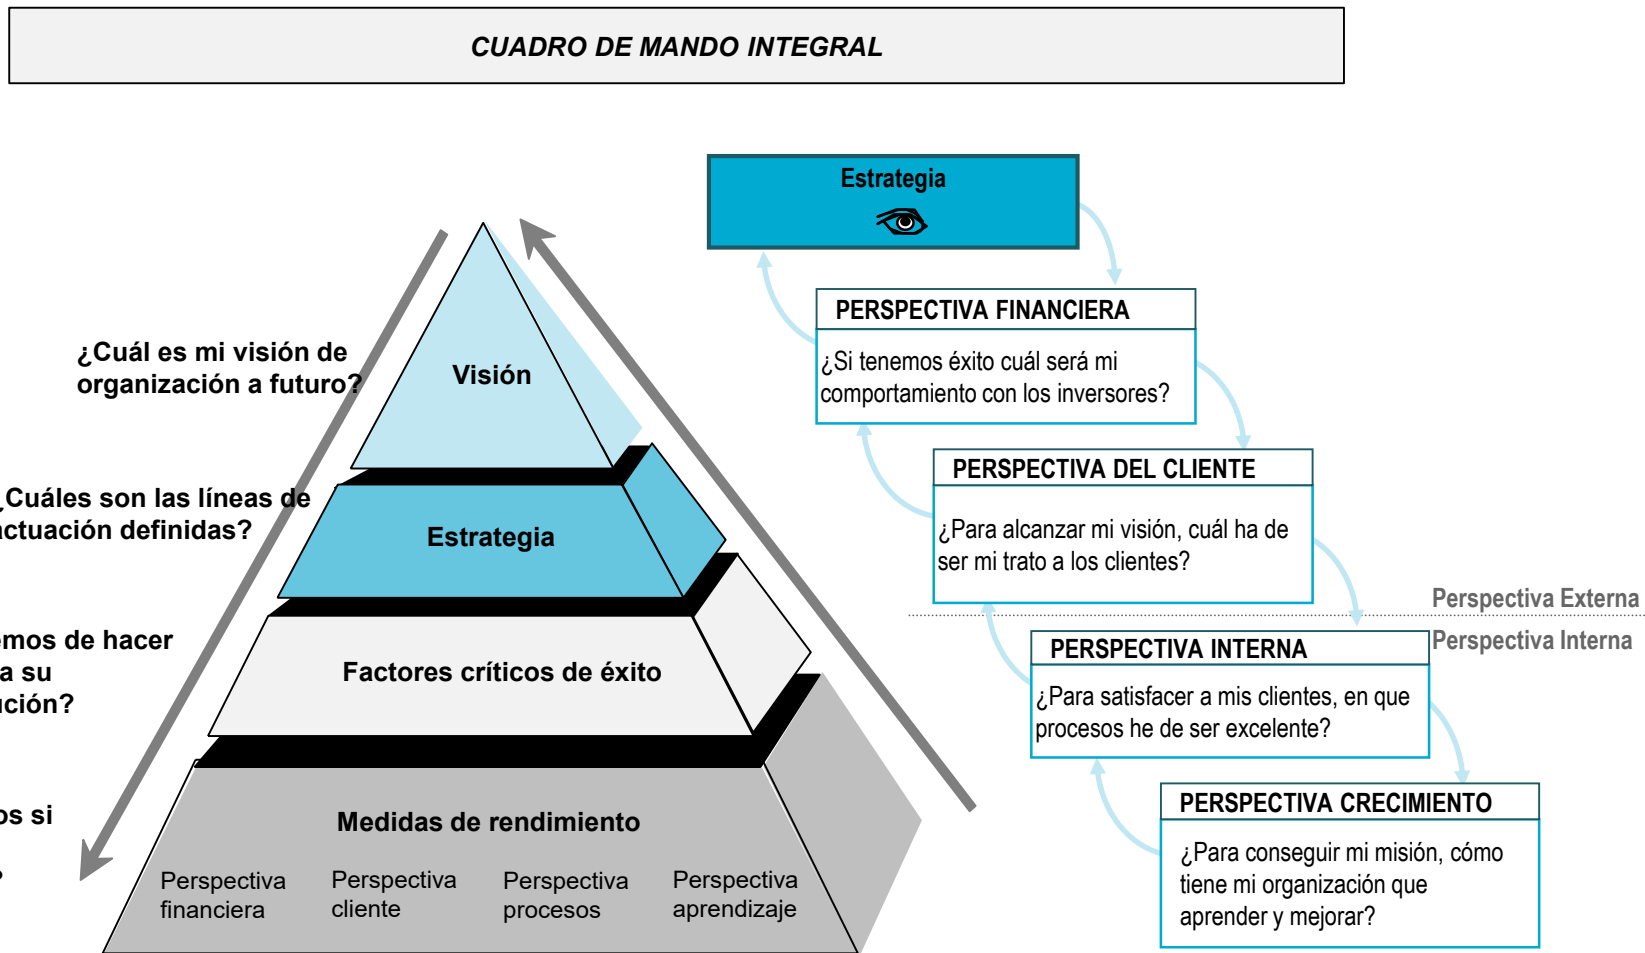 CUADRO DE MANDO INTEGRAL
¿Cuál es mi visión de
organización a futuro?
¿Cuáles son las líneas de
actuación definidas?
emos de hacer
a su
ución?
os si
?
Visión
Estrategia
Factores críticos de éxito
Medidas de rendimiento
Perspectiva
financiera
Perspectiva
cliente
Perspectiva
procesos
Perspectiva
aprendizaje
Estrategia
PERSPECTIVA FINANCIERA
¿Si tenemos éxito cuál será mi
comportamiento con los inversores?
PERSPECTIVA DEL CLIENTE
¿Para alcanzar mi visión, cuál ha de
ser mi trato a los clientes?
Perspectiva Externa
Perspectiva Interna
PERSPECTIVA INTERNA
¿Para satisfacer a mis clientes, en que
procesos he de ser excelente?
PERSPECTIVA CRECIMIENTO
¿Para conseguir mi misión, cómo
tiene mi organización que
aprender y mejorar?